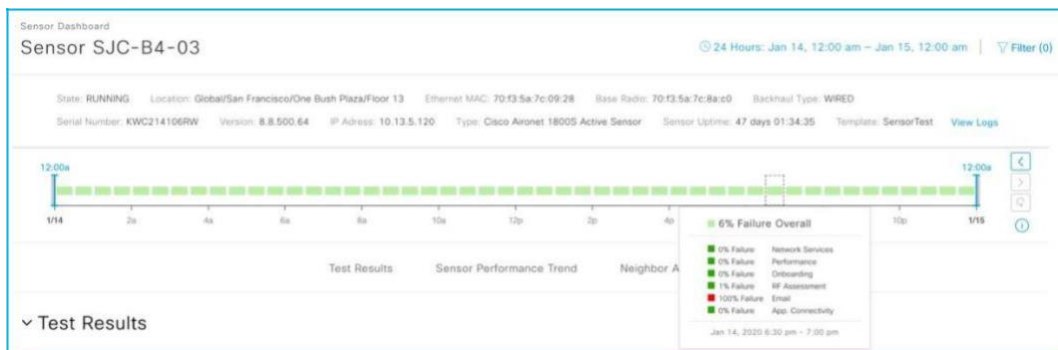 Sensor Dashboard
Sensor SJC-B4-03
24 Hours: Jan 14, 12:00 am – Jan 15, 12:00 am | Filter (0)
State: RUNNING Location: Global/San Francisco/One Bush Plaza/Floor 13 Ethernet MAC: 70:f3:5a:7c:09:28 Base Radio: 70:f3:5a:7c:8a:c0 Backhaul Type: WIRED
Serial Number: KWC214106RW Version: 8.8.500.64 IP Adress: 10.13.5.120 Type: Cisco Aironet 1800S Active Sensor Sensor Uptime: 47 days 01:34:35 Template: SensorTest View Logs
12:00a 12:00a
1/14 2a 4a 6a 8a 10a 12p 2p 4p 10p 1/15
6% Failure Overall
0% Failure Network Services
0% Failure Performance
0% Failure Onboarding
1% Failure RF Assessment
100% Failure Email
0% Failure App. Connectivity
Jan 14, 2020 6:30 pm - 7:00 pm
Test Results Sensor Performance Trend Neighbor A
Test Results